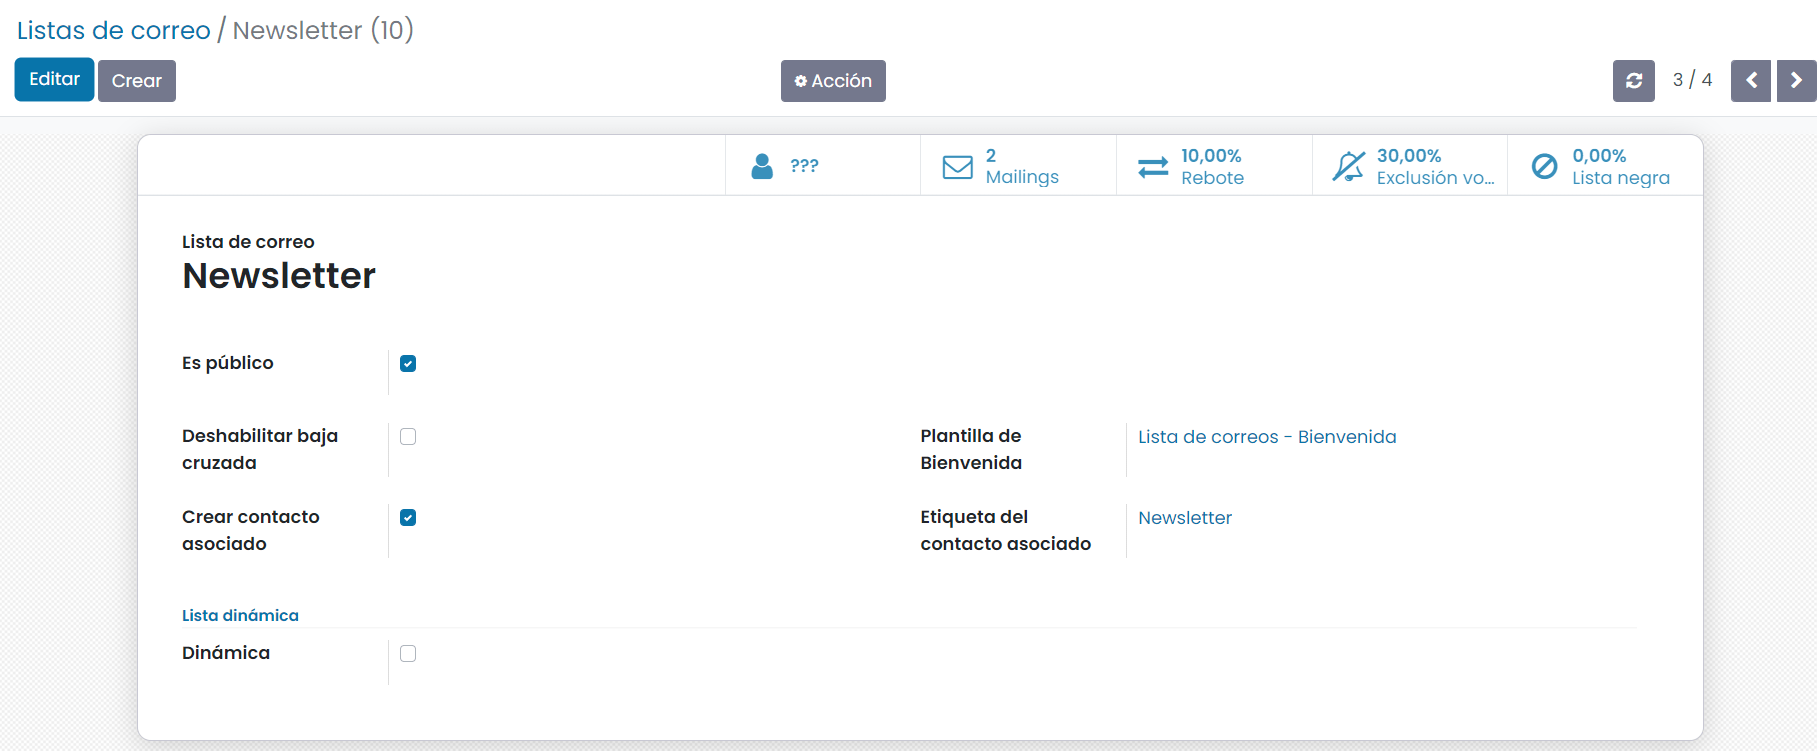 Listas de correo / Newsletter (10)
Editar
Crear
Acción
3 / 4
???
2
Mailings
10,00%
Rebote
30,00%
Exclusión vo...
0,00%
Lista negra
Lista de correo
Newsletter
Es público
Deshabilitar baja
cruzada
Plantilla de
Bienvenida
Lista de correos - Bienvenida
Crear contacto
asociado
Etiqueta del
contacto asociado
Newsletter
Lista dinámica
Dinámica